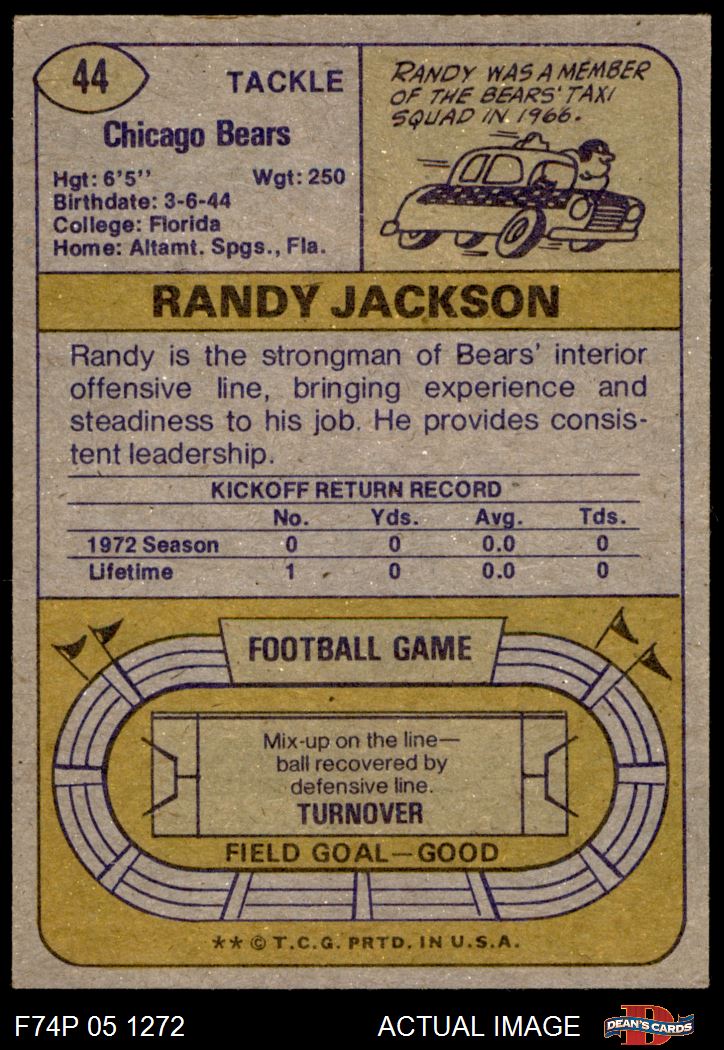 44
TACKLE
Chicago Bears
Hgt: 6'5'' Wgt: 250
Birthdate: 3-6-44
College: Florida
Home: Altamt. Spgs., Fla.
RANDY WAS A MEMBER
OF THE BEARS' TAXI
SQUAD IN 1966.
RANDY JACKSON
Randy is the strongman of Bears' interior
offensive line, bringing experience and
steadiness to his job. He provides consis-
tent leadership.
KICKOFF RETURN RECORD
No. Yds. Avg. Tds.
1972 Season 0 0 0.0 0
Lifetime 1 0 0.0 0
FOOTBALL GAME
Mix-up on the line—
ball recovered by
defensive line.
TURNOVER
FIELD GOAL—GOOD
** © T.C.G. PRTD. IN U.S.A.
F74P 05 1272 ACTUAL IMAGE DEAN'S CARDS